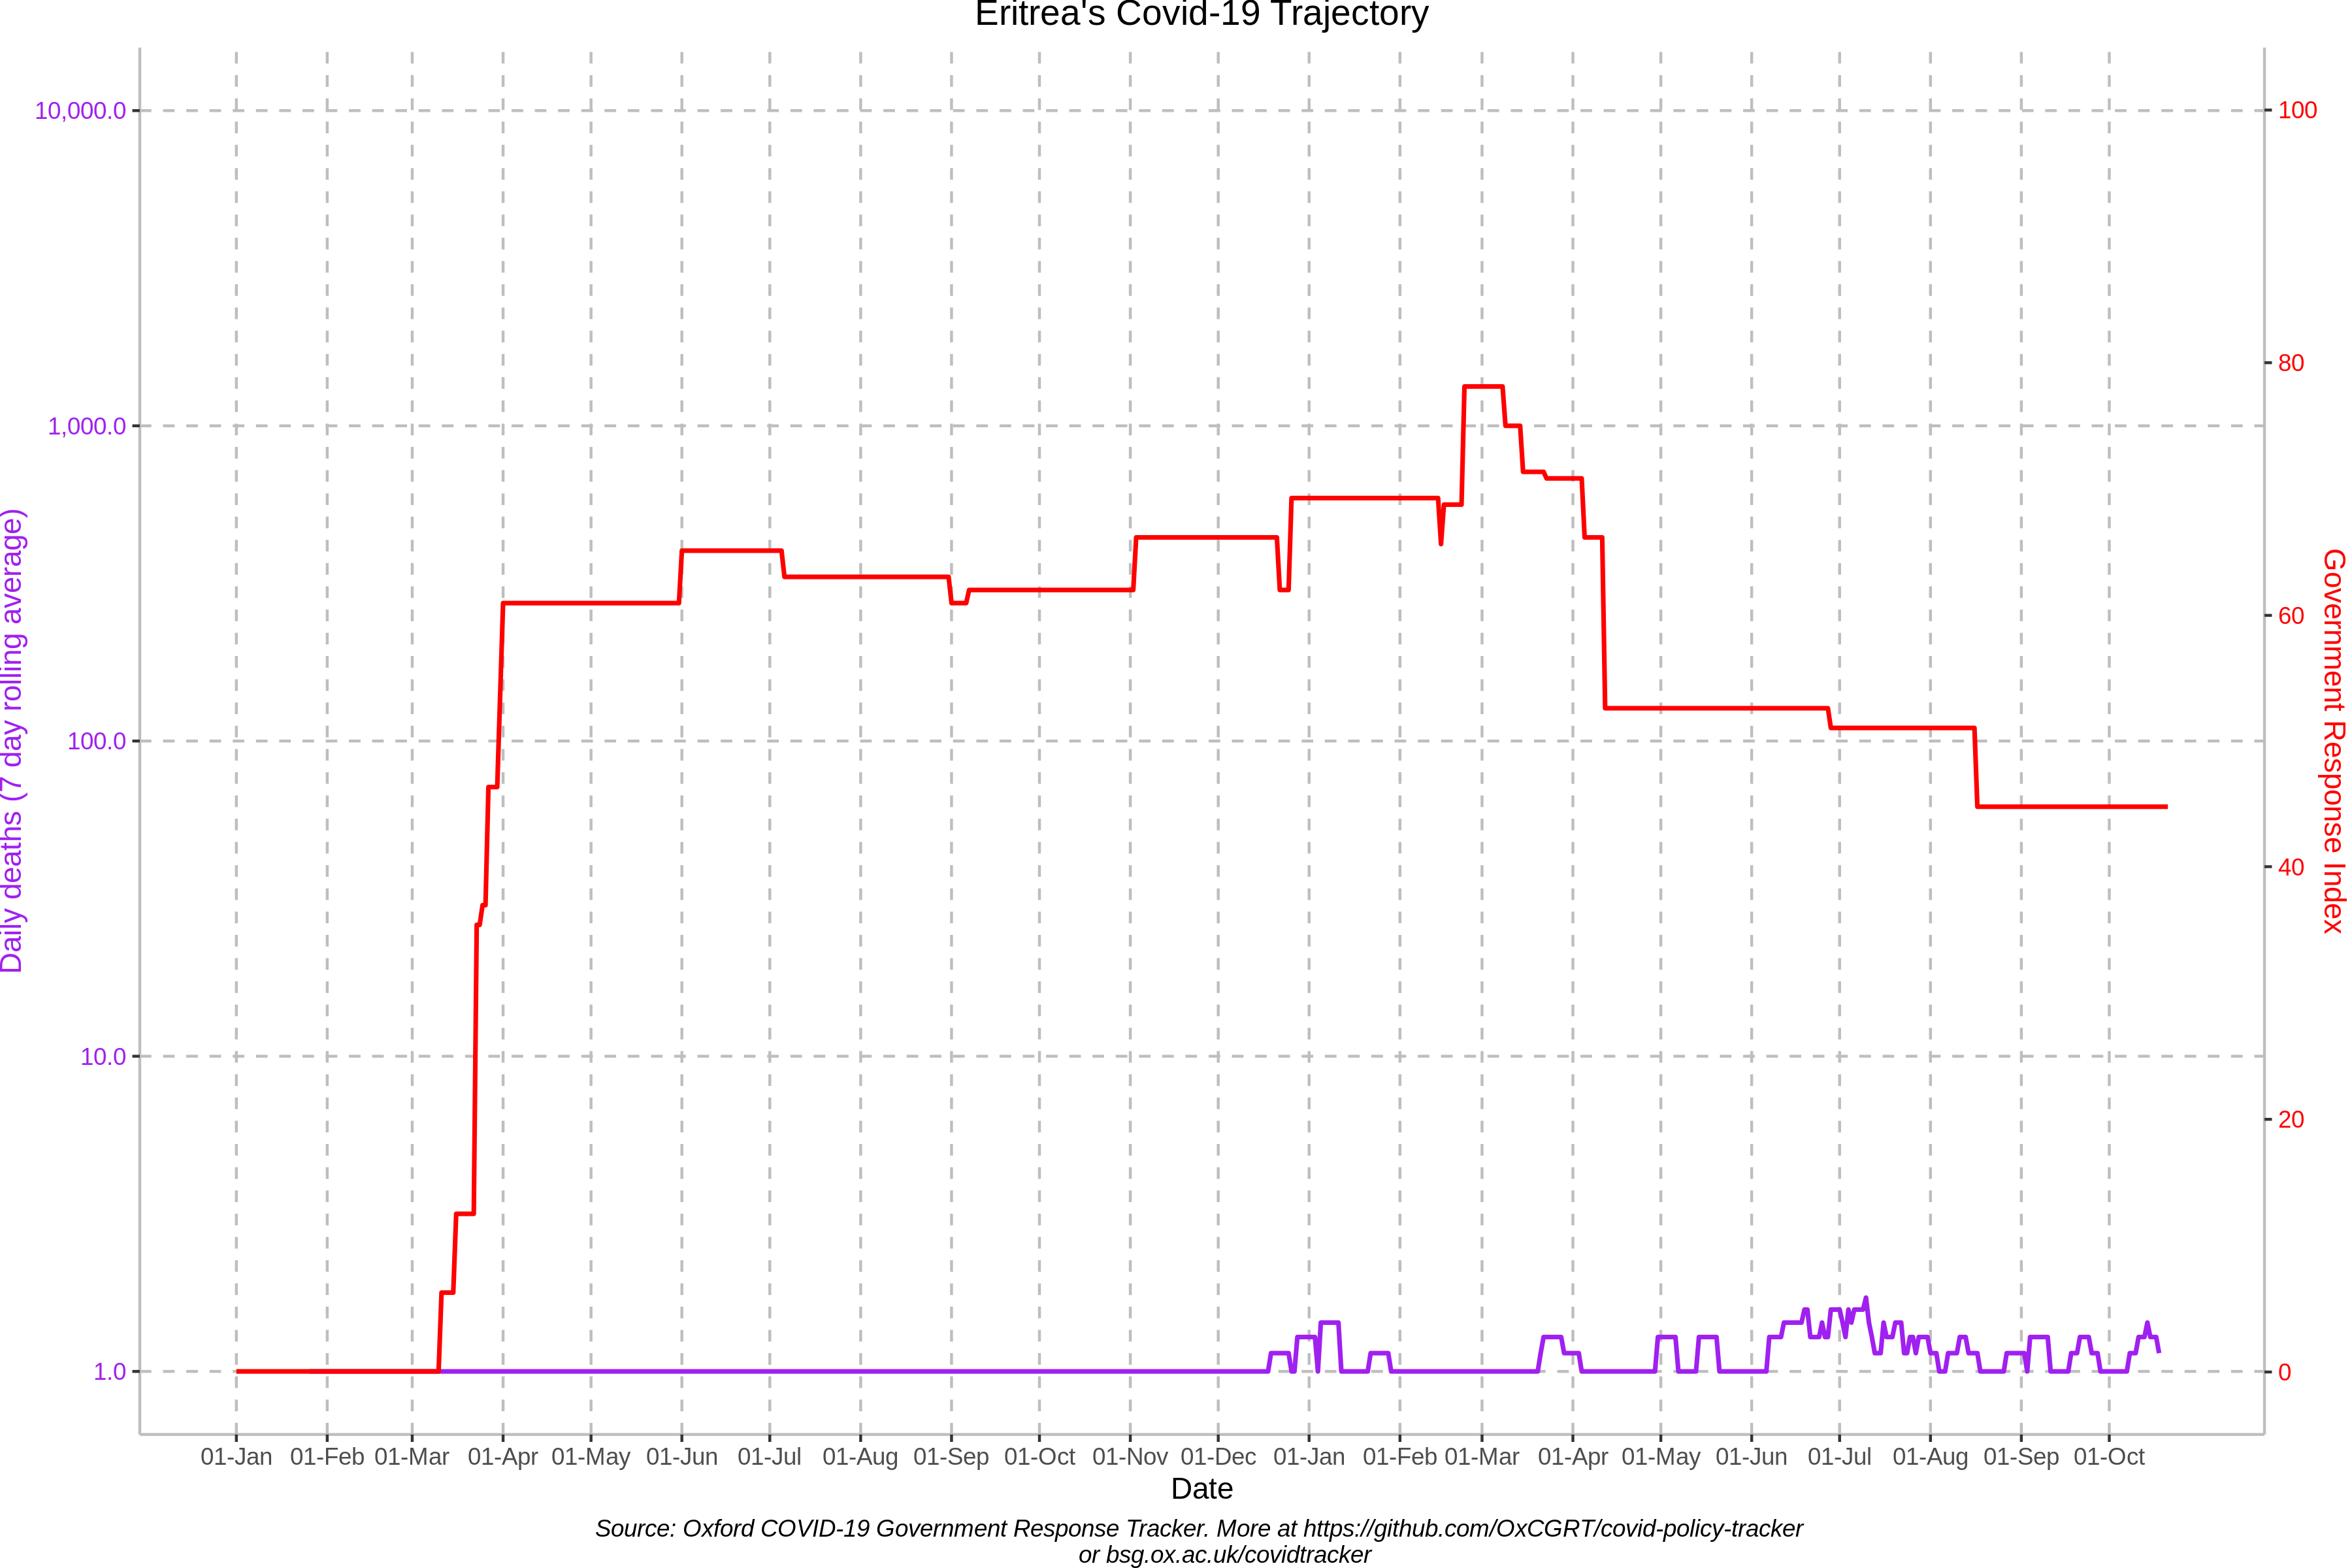 Eritrea's Covid-19 Trajectory
10,000.0
1,000.0
100.0
10.0
1.0
Daily deaths (7 day rolling average)
100
80
60
40
20
0
Government Response Index
01-Jan 01-Feb 01-Mar 01-Apr 01-May 01-Jun 01-Jul 01-Aug 01-Sep 01-Oct 01-Nov 01-Dec 01-Jan 01-Feb 01-Mar 01-Apr 01-May 01-Jun 01-Jul 01-Aug 01-Sep 01-Oct
Date
Source: Oxford COVID-19 Government Response Tracker. More at https://github.com/OxCGRT/covid-policy-tracker
or bsg.ox.ac.uk/covidtracker